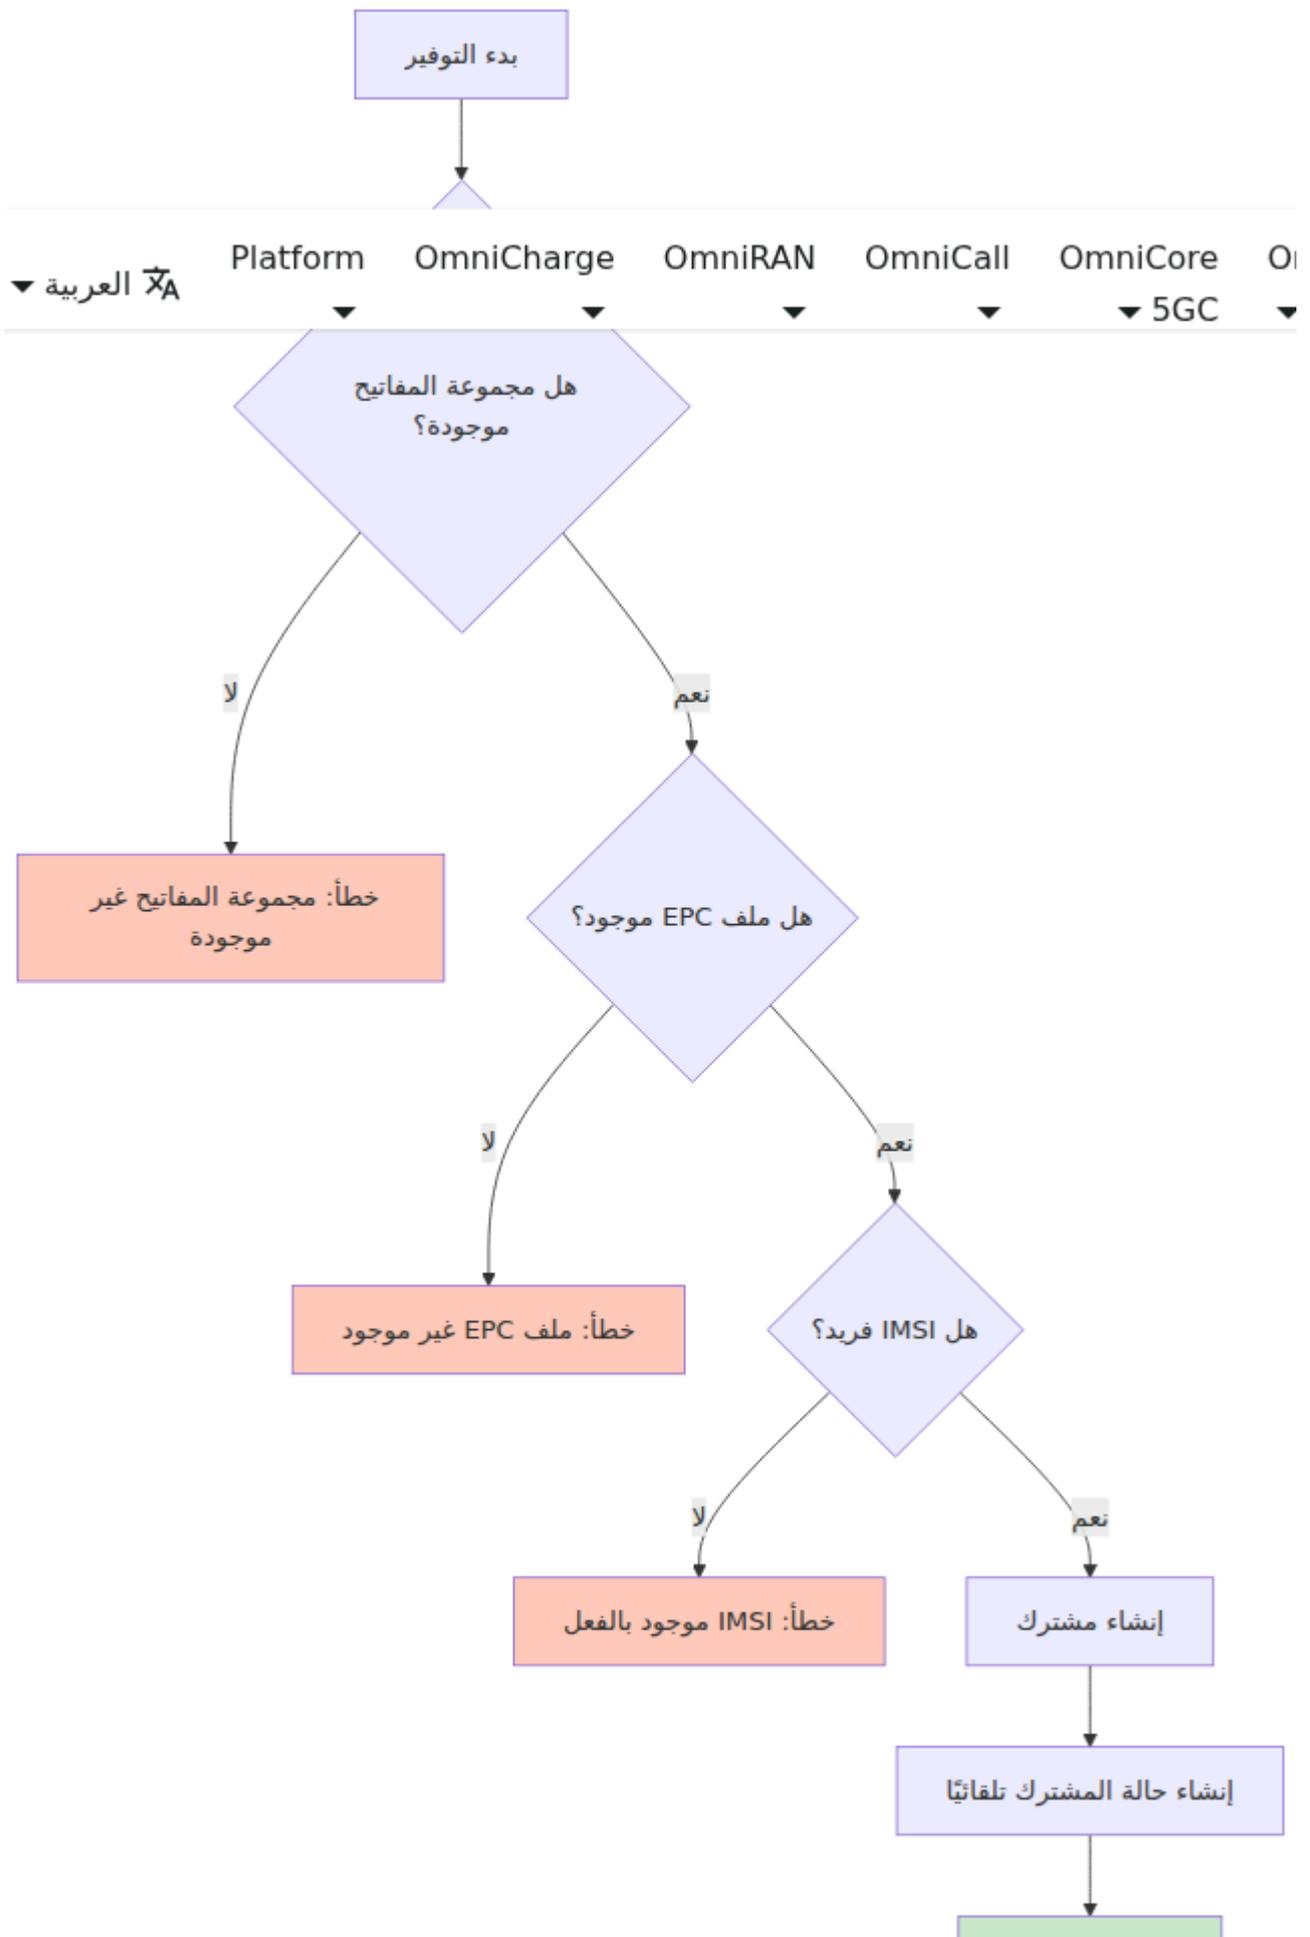 بدء التوفير
العربية
Platform
OmniCharge
OmniRAN
OmniCall
OmniCore
5GC
هل مجموعة المفاتيح
موجودة؟
لا
نعم
خطأ: مجموعة المفاتيح غير
موجودة
هل ملف EPC موجود؟
لا
نعم
خطأ: ملف EPC غير موجود
هل IMSI فريد؟
لا
نعم
خطأ: IMSI موجود بالفعل
إنشاء مشترك
إنشاء حالة المشترك تلقائيًا